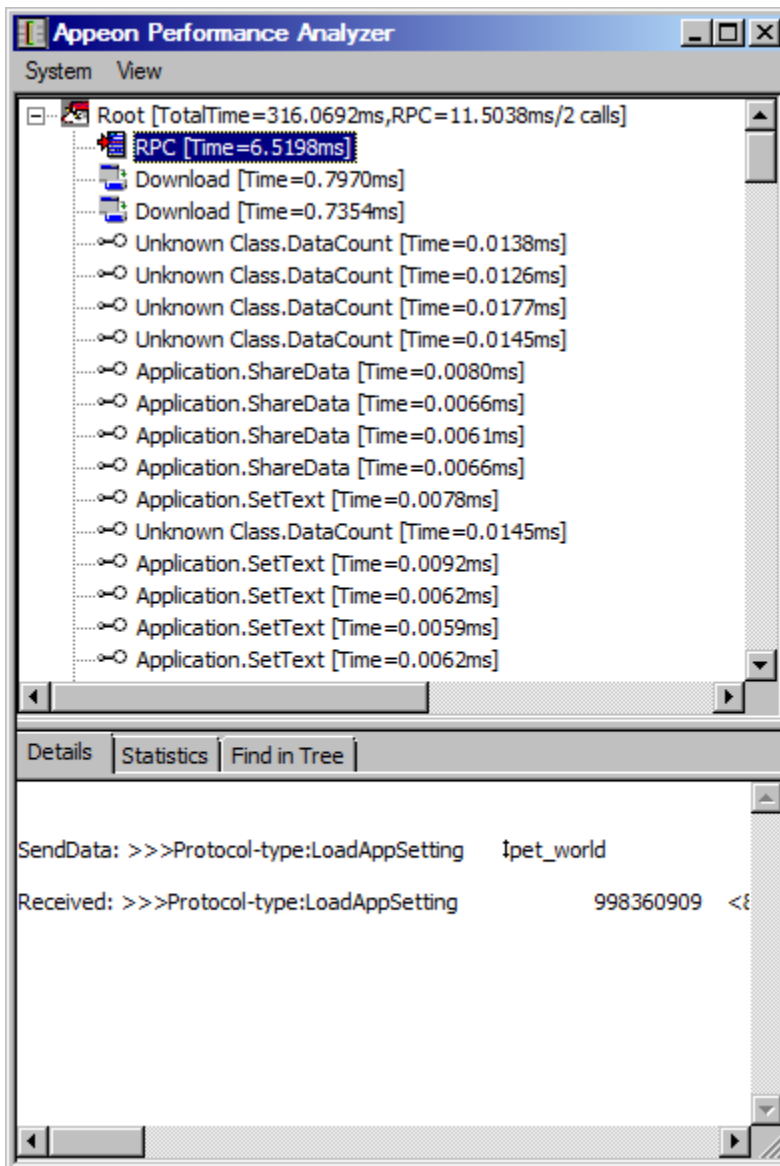 Appeon Performance Analyzer
System View
Root [TotalTime=316.0692ms,RPC=11.5038ms/2 calls]
RPC [Time=6.5198ms]
Download [Time=0.7970ms]
Download [Time=0.7354ms]
Unknown Class.DataCount [Time=0.0138ms]
Unknown Class.DataCount [Time=0.0126ms]
Unknown Class.DataCount [Time=0.0177ms]
Unknown Class.DataCount [Time=0.0145ms]
Application.ShareData [Time=0.0080ms]
Application.ShareData [Time=0.0066ms]
Application.ShareData [Time=0.0061ms]
Application.ShareData [Time=0.0066ms]
Application.SetText [Time=0.0078ms]
Unknown Class.DataCount [Time=0.0145ms]
Application.SetText [Time=0.0092ms]
Application.SetText [Time=0.0062ms]
Application.SetText [Time=0.0059ms]
Application.SetText [Time=0.0062ms]
Details Statistics Find in Tree
SendData: >>>Protocol-type:LoadAppSetting ‡pet_world
Received: >>>Protocol-type:LoadAppSetting 998360909